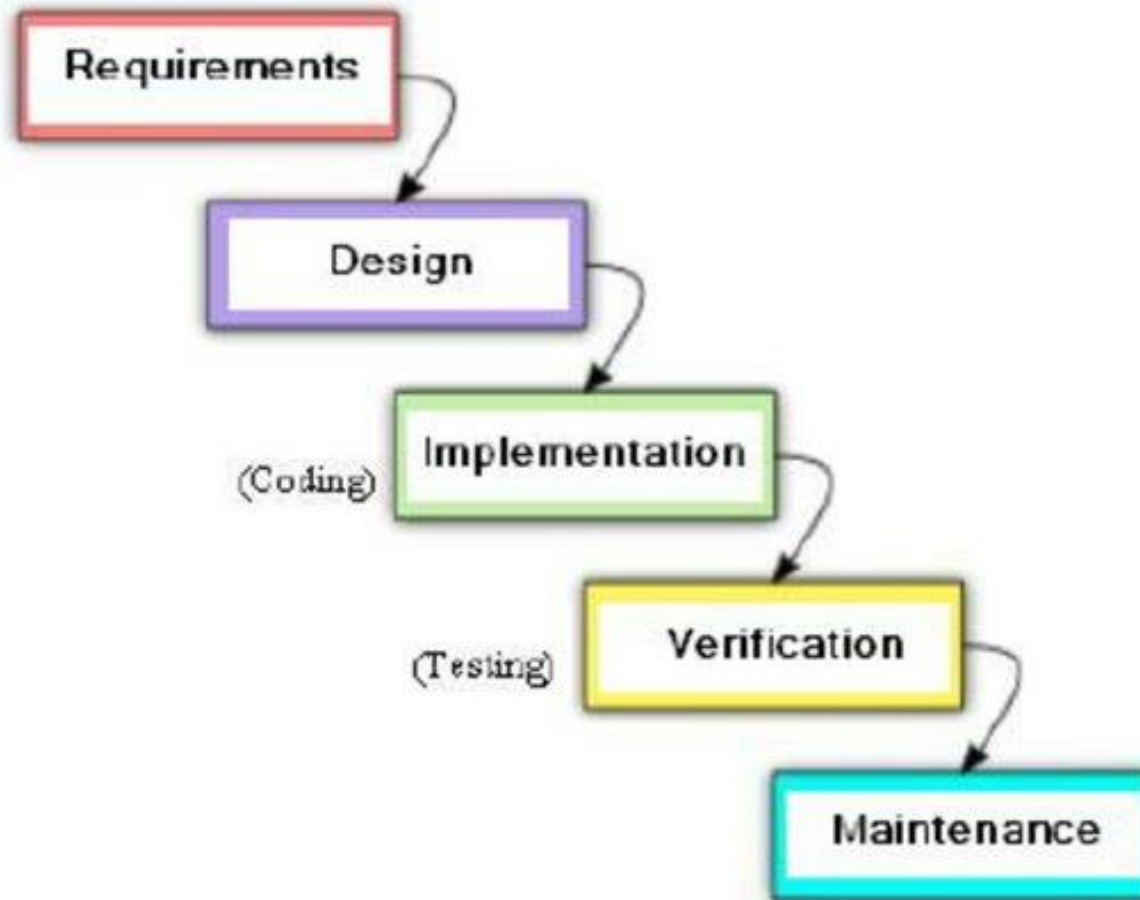 Requirements
Design
Implementation
(Coding)
Verification
(Testing)
Maintenance